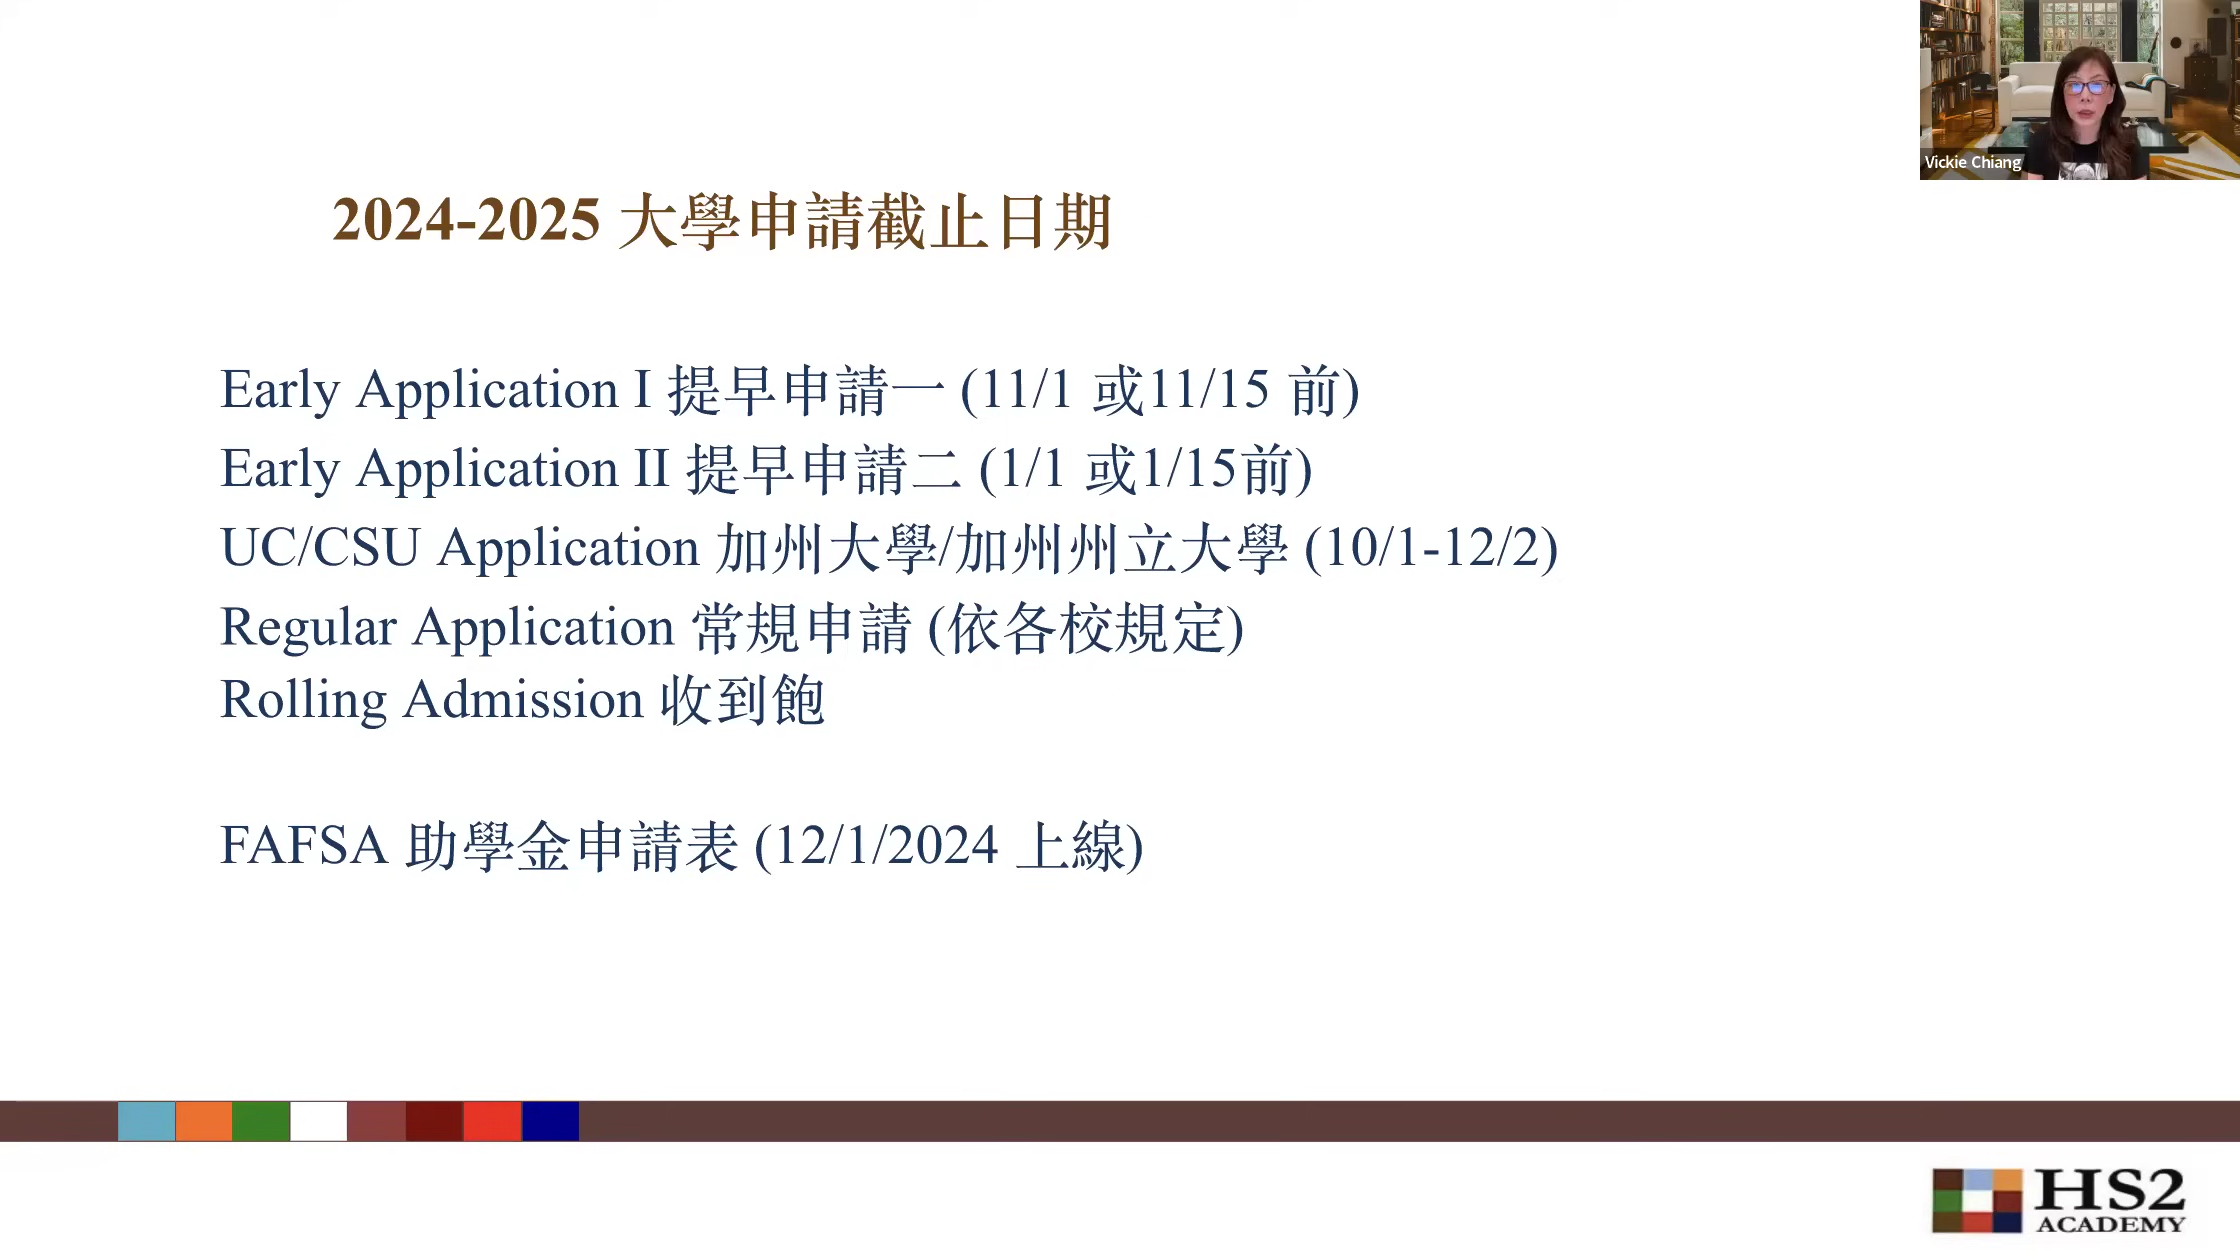 Vickie Chiang
2024-2025 大學申請截止日期
Early Application I 提早申請一 (11/1 或11/15 前)
Early Application II 提早申請二 (1/1 或1/15前)
UC/CSU Application 加州大學/加州州立大學 (10/1-12/2)
Regular Application 常規申請 (依各校規定)
Rolling Admission 收到飽
FAFSA 助學金申請表 (12/1/2024 上線)
HS2
ACADEMY